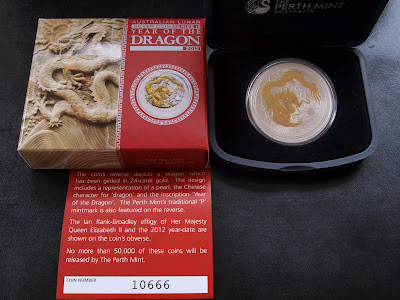 AUSTRALIAN LUNAR
YEAR OF THE
DRAGON
2012
THE PERTH MINT
AUSTRALIA
The coin's reverse depicts a dragon which
has been gilded in 24-carat gold. The design
includes a representation of a pearl, the Chinese
character for 'dragon' and the inscription 'Year
of the Dragon'. The Perth Mint's traditional 'P'
mintmark is also featured on the reverse.
The Ian Rank-Broadley effigy of Her Majesty
Queen Elizabeth II and the 2012 year-date are
shown on the coin's obverse.
No more than 50,000 of these coins will be
released by The Perth Mint.
COIN NUMBER
10666